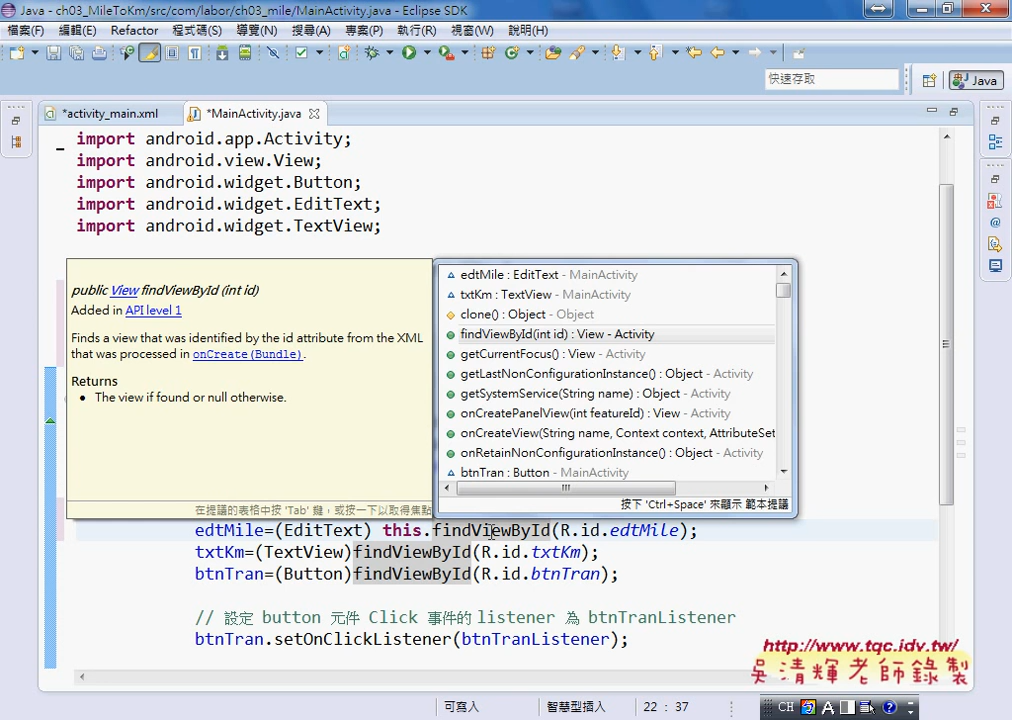 Java - ch03_MileToKm/src/com/labor/ch03_mile/MainActivity.java - Eclipse SDK
檔案(F) 編輯(E) Refactor 程式碼(S) 導覽(N) 搜尋(A) 專案(P) 執行(R) 視窗(W) 說明(H)
快速存取
Java
*activity_main.xml
*MainActivity.java
import android.app.Activity;
import android.view.View;
import android.widget.Button;
import android.widget.EditText;
import android.widget.TextView;
public View findViewById (int id)
Added in API level 1
Finds a view that was identified by the id attribute from the XML
that was processed in onCreate(Bundle).
Returns
• The view if found or null otherwise.
在提議的表格中按 'Tab' 鍵，或按一下以取得焦點
edtMile : EditText - MainActivity
txtKm : TextView - MainActivity
clone() : Object - Object
findViewById(int id) : View - Activity
getCurrentFocus() : View - Activity
getLastNonConfigurationInstance() : Object - Activity
getSystemService(String name) : Object - Activity
onCreatePanelView(int featureId) : View - Activity
onCreateView(String name, Context context, AttributeSet
onRetainNonConfigurationInstance() : Object - Activity
btnTran : Button - MainActivity
按下 'Ctrl+Space' 來顯示 範本提議
edtMile=(EditText) this.findViewById(R.id.edtMile);
txtKm=(TextView)findViewById(R.id.txtKm);
btnTran=(Button)findViewById(R.id.btnTran);
// 設定 button 元件 Click 事件的 listener 為 btnTranListener
btnTran.setOnClickListener(btnTranListener);
http://www.tqc.idv.tw/
吳清輝老師錄製
可寫入
智慧型插入
22 : 37
CH